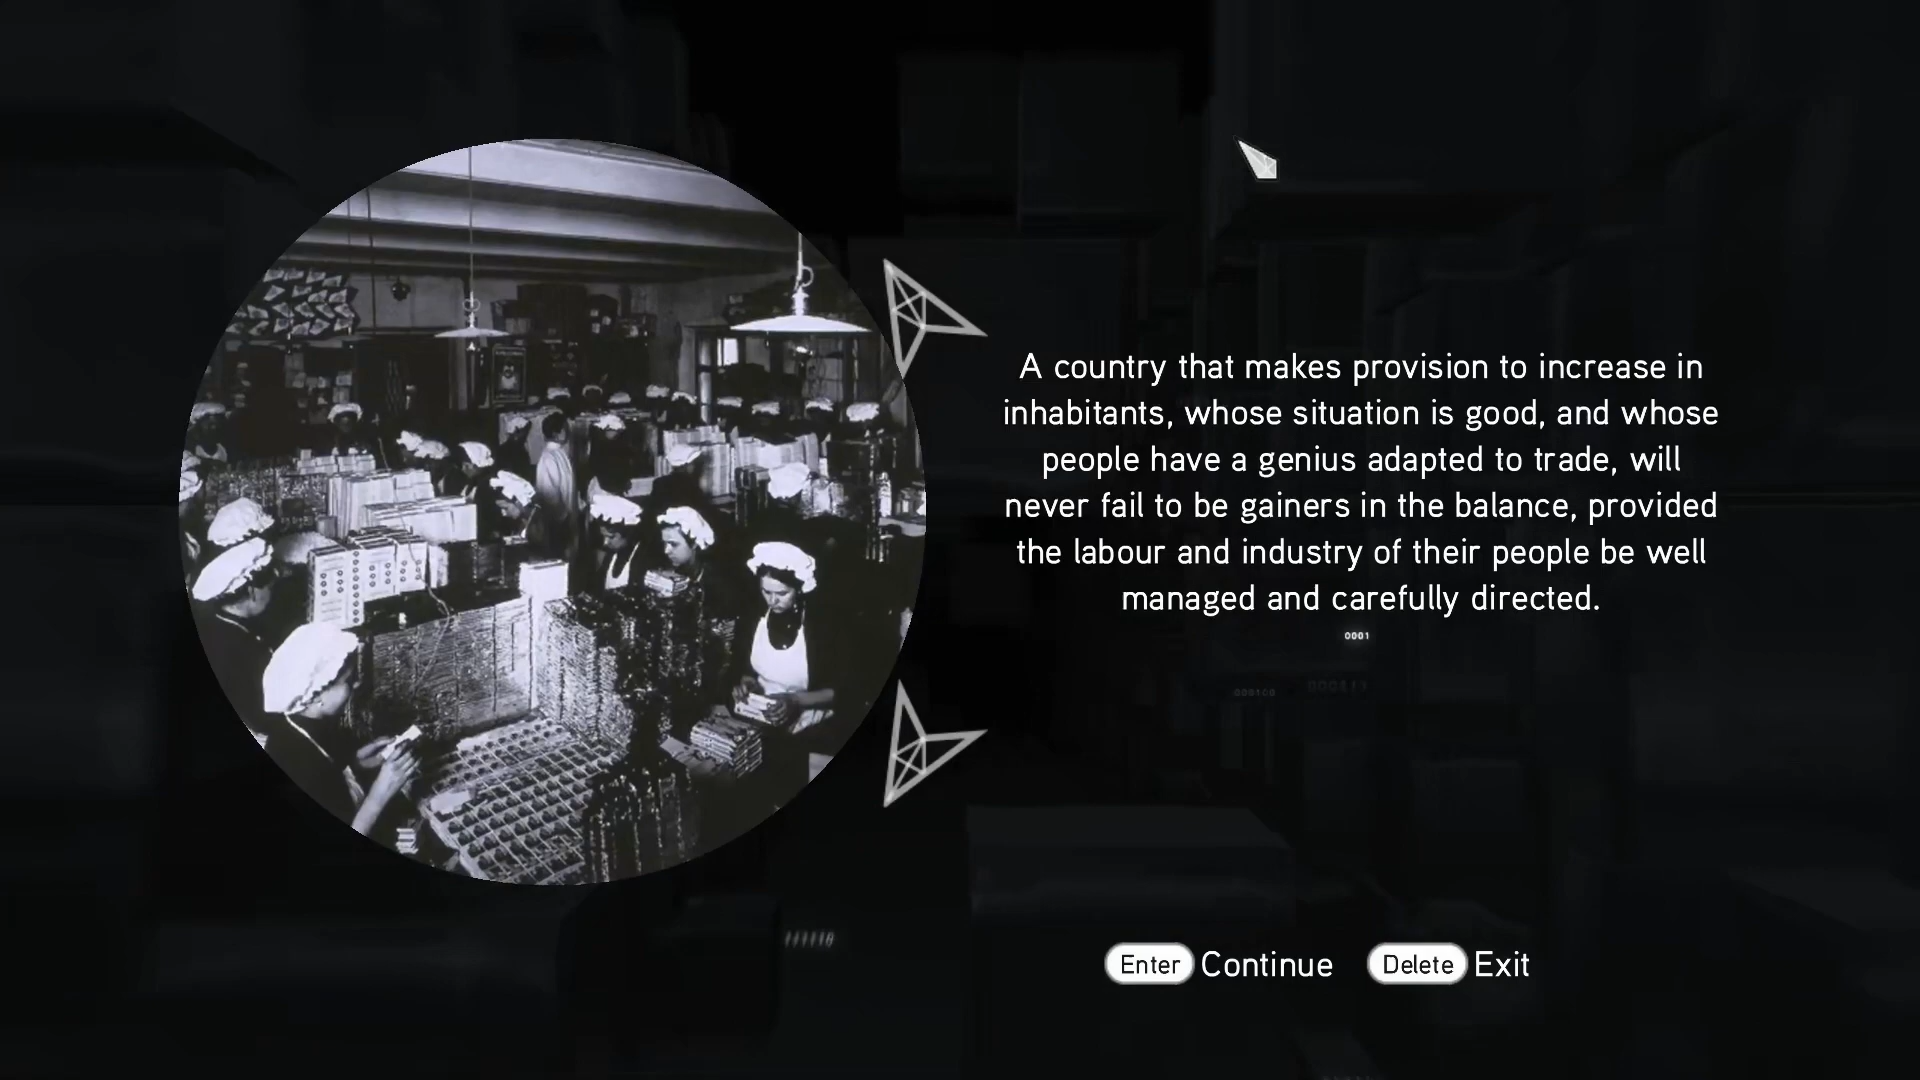 A country that makes provision to increase in
inhabitants, whose situation is good, and whose
people have a genius adapted to trade, will
never fail to be gainers in the balance, provided
the labour and industry of their people be well
managed and carefully directed.
0001
000100
Enter Continue Delete Exit